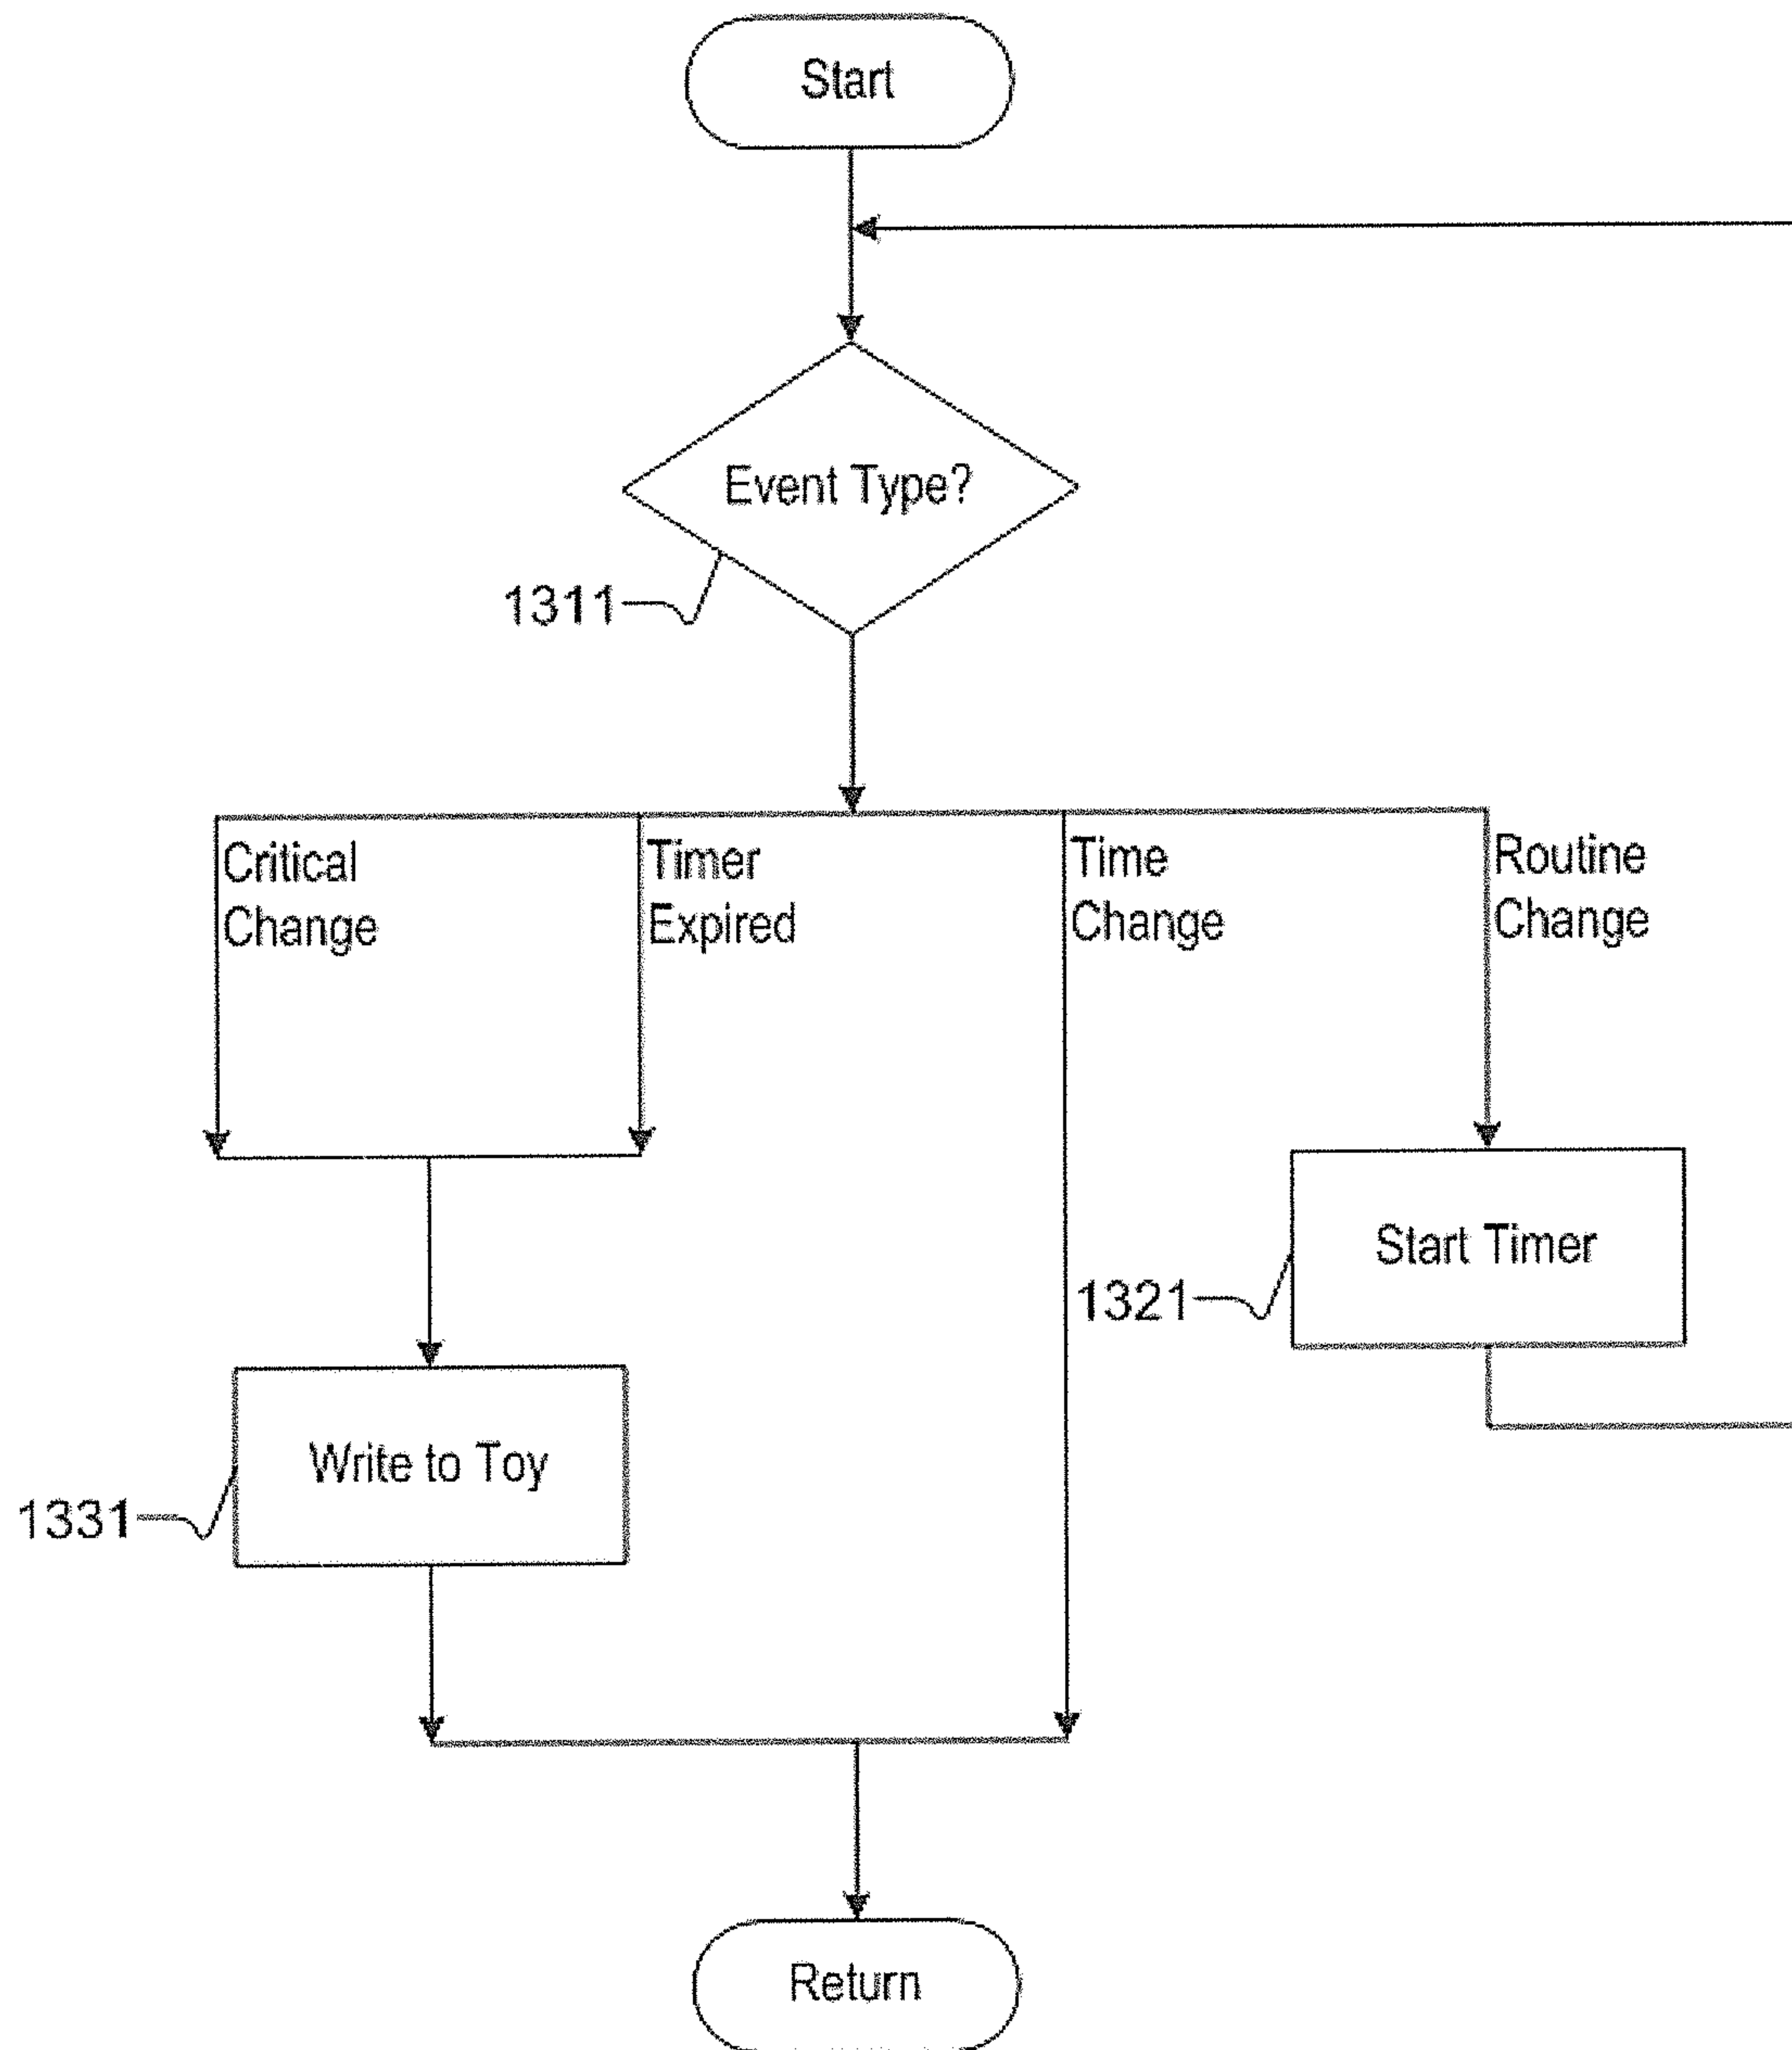 Start
Event Type?
1311
Critical
Change
Timer
Expired
Time
Change
Routine
Change
Start Timer
1321
Write to Toy
1331
Return